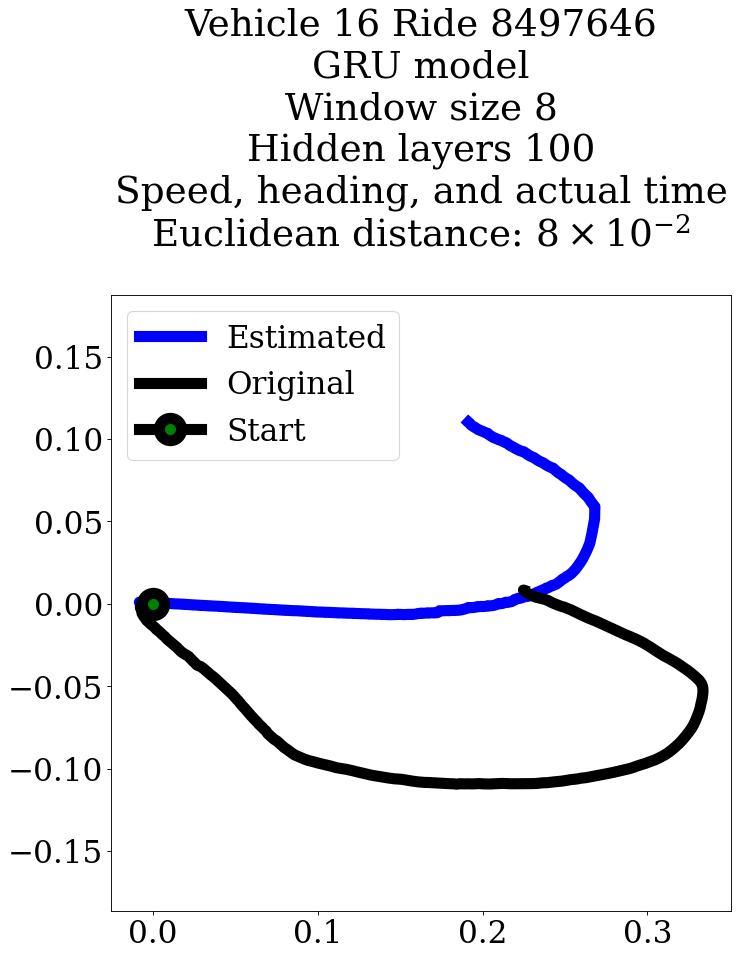 Vehicle 16 Ride 8497646
GRU model
Window size 8
Hidden layers 100
Speed, heading, and actual time
Euclidean distance: 8 × 10⁻²
Estimated
Original
Start
0.15
0.10
0.05
0.00
−0.05
−0.10
−0.15
0.0 0.1 0.2 0.3